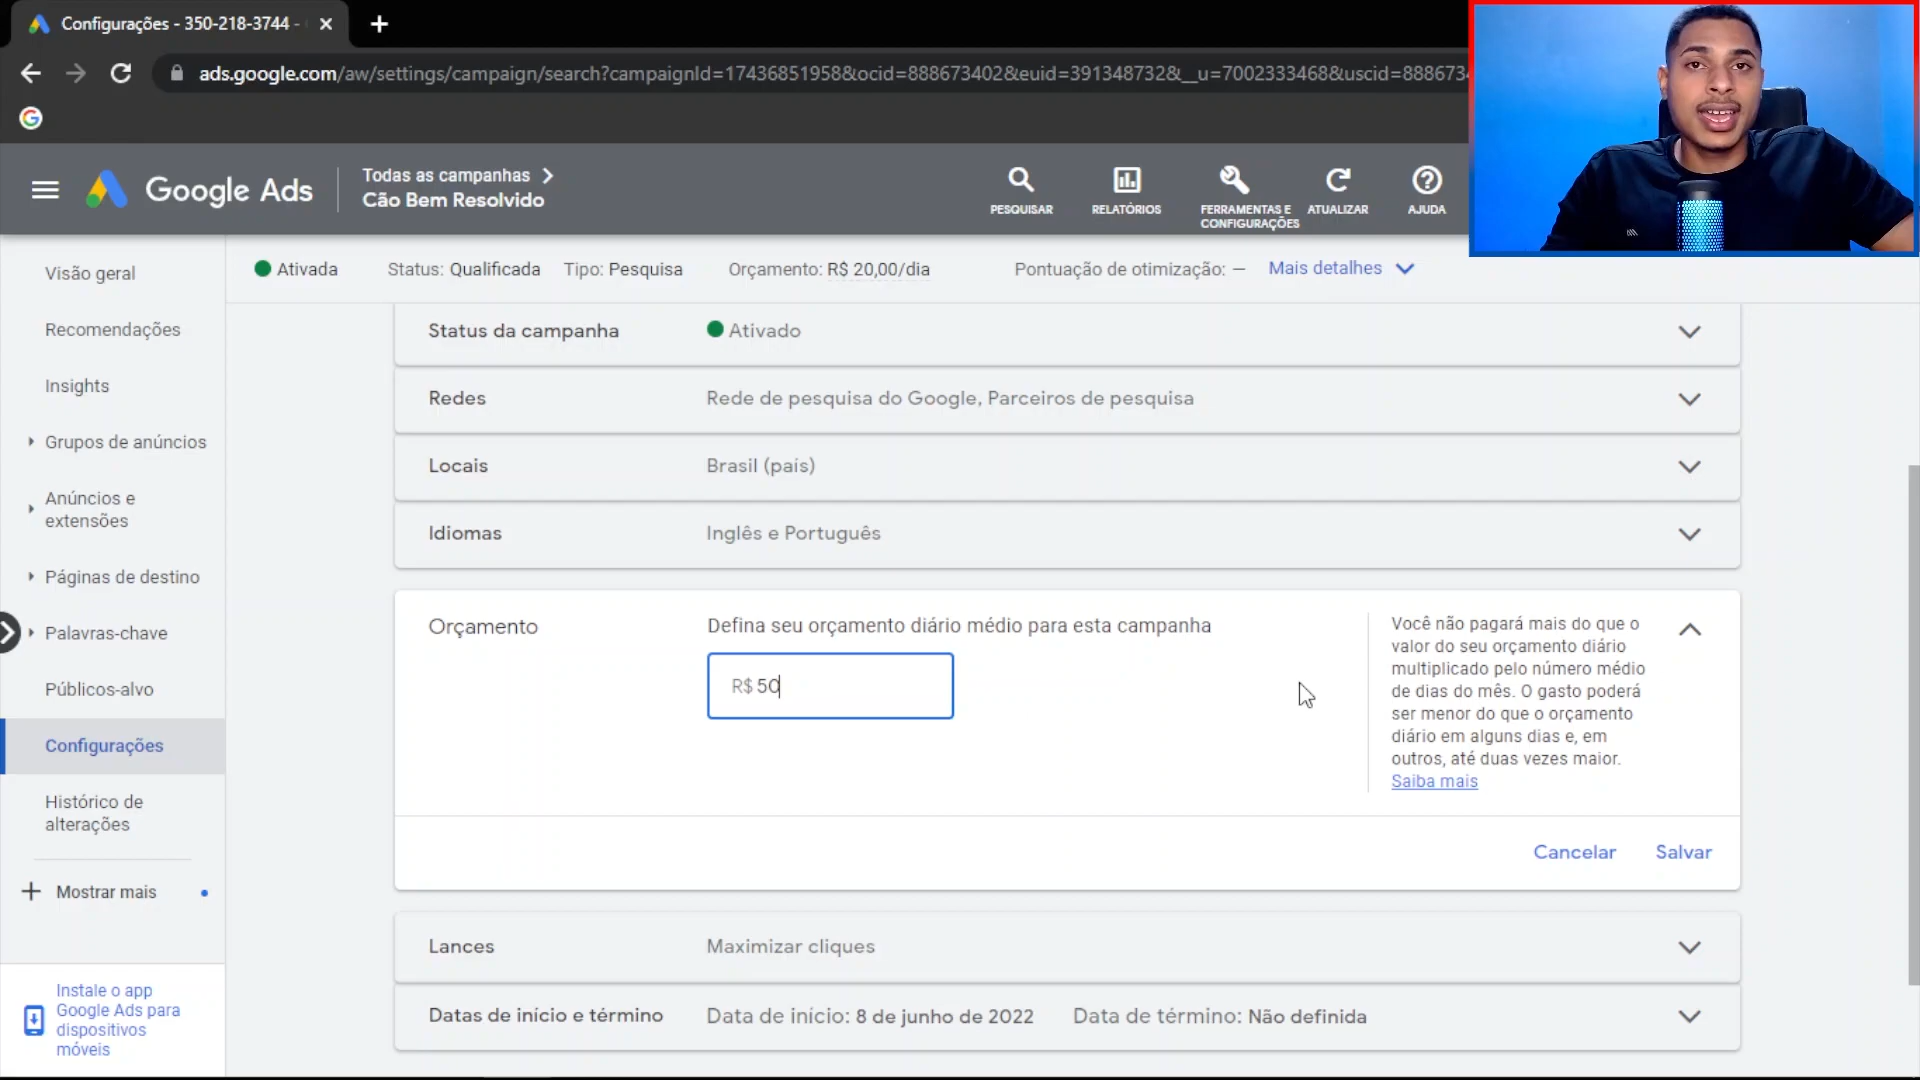 Configurações - 350-218-3744 -
ads.google.com/aw/settings/campaign/search?campaignId=17436851958&ocid=888673402&euid=391348732&__u=7002333468&uscid=8886734
Google Ads
Todas as campanhas
Cão Bem Resolvido
PESQUISAR
RELATÓRIOS
FERRAMENTAS E
CONFIGURAÇÕES
ATUALIZAR
AJUDA
Visão geral
Recomendações
Insights
Grupos de anúncios
Anúncios e
extensões
Páginas de destino
Palavras-chave
Públicos-alvo
Configurações
Histórico de
alterações
Mostrar mais
Instale o app
Google Ads para
dispositivos
móveis
Ativada Status: Qualificada Tipo: Pesquisa Orçamento: R$ 20,00/dia Pontuação de otimização: — Mais detalhes
Status da campanha Ativado
Redes Rede de pesquisa do Google, Parceiros de pesquisa
Locais Brasil (país)
Idiomas Inglês e Português
Orçamento Defina seu orçamento diário médio para esta campanha
R$ 50
Você não pagará mais do que o
valor do seu orçamento diário
multiplicado pelo número médio
de dias do mês. O gasto poderá
ser menor do que o orçamento
diário em alguns dias e, em
outros, até duas vezes maior.
Saiba mais
Cancelar Salvar
Lances Maximizar cliques
Datas de início e término Data de início: 8 de junho de 2022 Data de término: Não definida